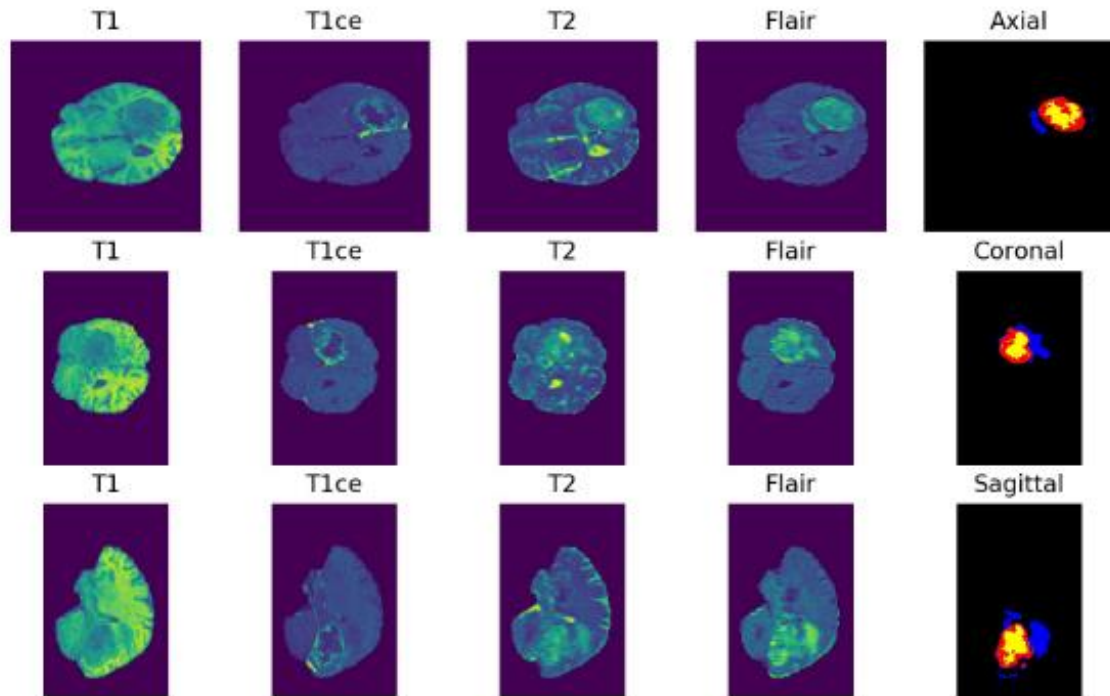 T1 T1ce T2 Flair Axial
T1 T1ce T2 Flair Coronal
T1 T1ce T2 Flair Sagittal